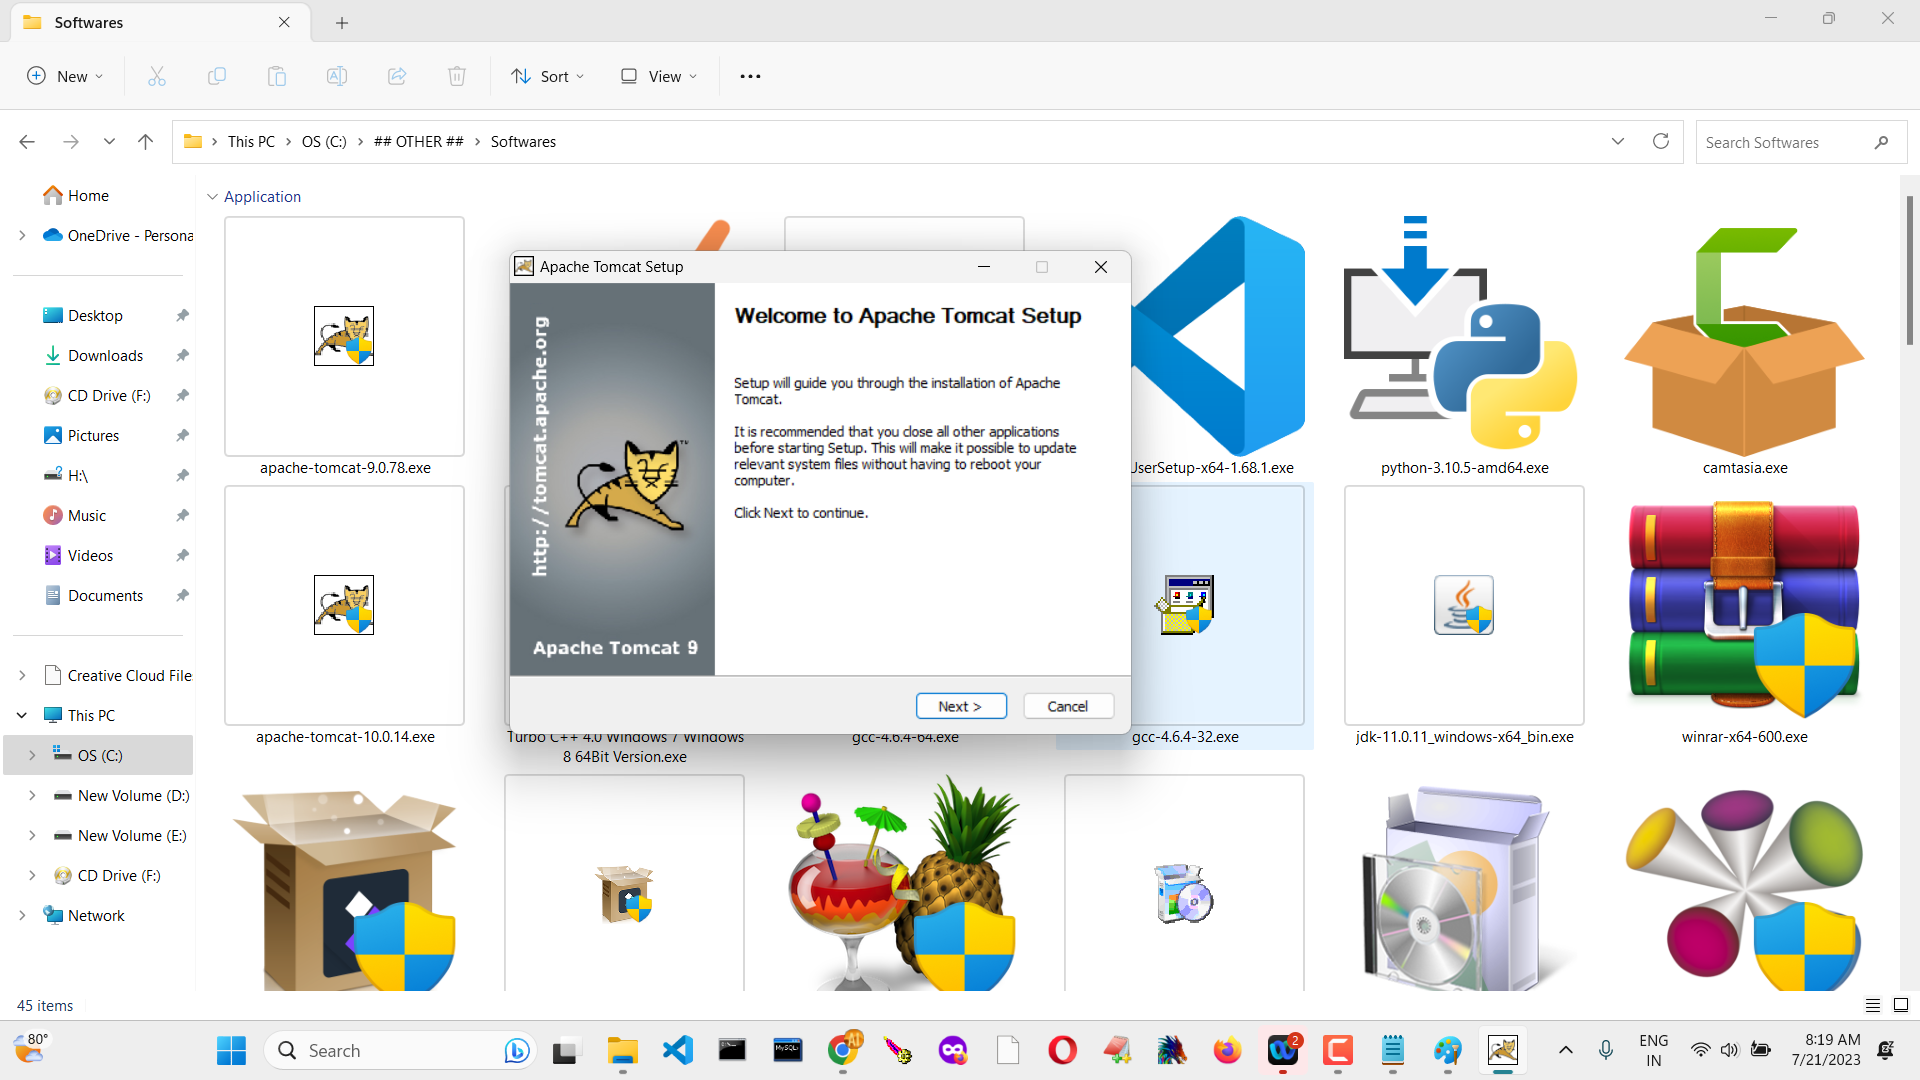 Softwares
New
Sort
View
This PC
OS (C:)
## OTHER ##
Softwares
Search Softwares
Home
OneDrive - Persona
Desktop
Downloads
CD Drive (F:)
Pictures
H:\
Music
Videos
Documents
Creative Cloud File
This PC
OS (C:)
New Volume (D:)
New Volume (E:)
CD Drive (F:)
Network
Application
apache-tomcat-9.0.78.exe
UserSetup-x64-1.68.1.exe
python-3.10.5-amd64.exe
camtasia.exe
apache-tomcat-10.0.14.exe
Turbo C++ 4.0 Windows 7 Windows
8 64Bit Version.exe
gcc-4.6.4-64.exe
gcc-4.6.4-32.exe
jdk-11.0.11_windows-x64_bin.exe
winrar-x64-600.exe
Apache Tomcat Setup
http://tomcat.apache.org
TM
Apache Tomcat 9
Welcome to Apache Tomcat Setup
Setup will guide you through the installation of Apache
Tomcat.
It is recommended that you close all other applications
before starting Setup. This will make it possible to update
relevant system files without having to reboot your
computer.
Click Next to continue.
Next >
Cancel
45 items
80°
Search
MySQL
2
ENG
IN
8:19 AM
7/21/2023